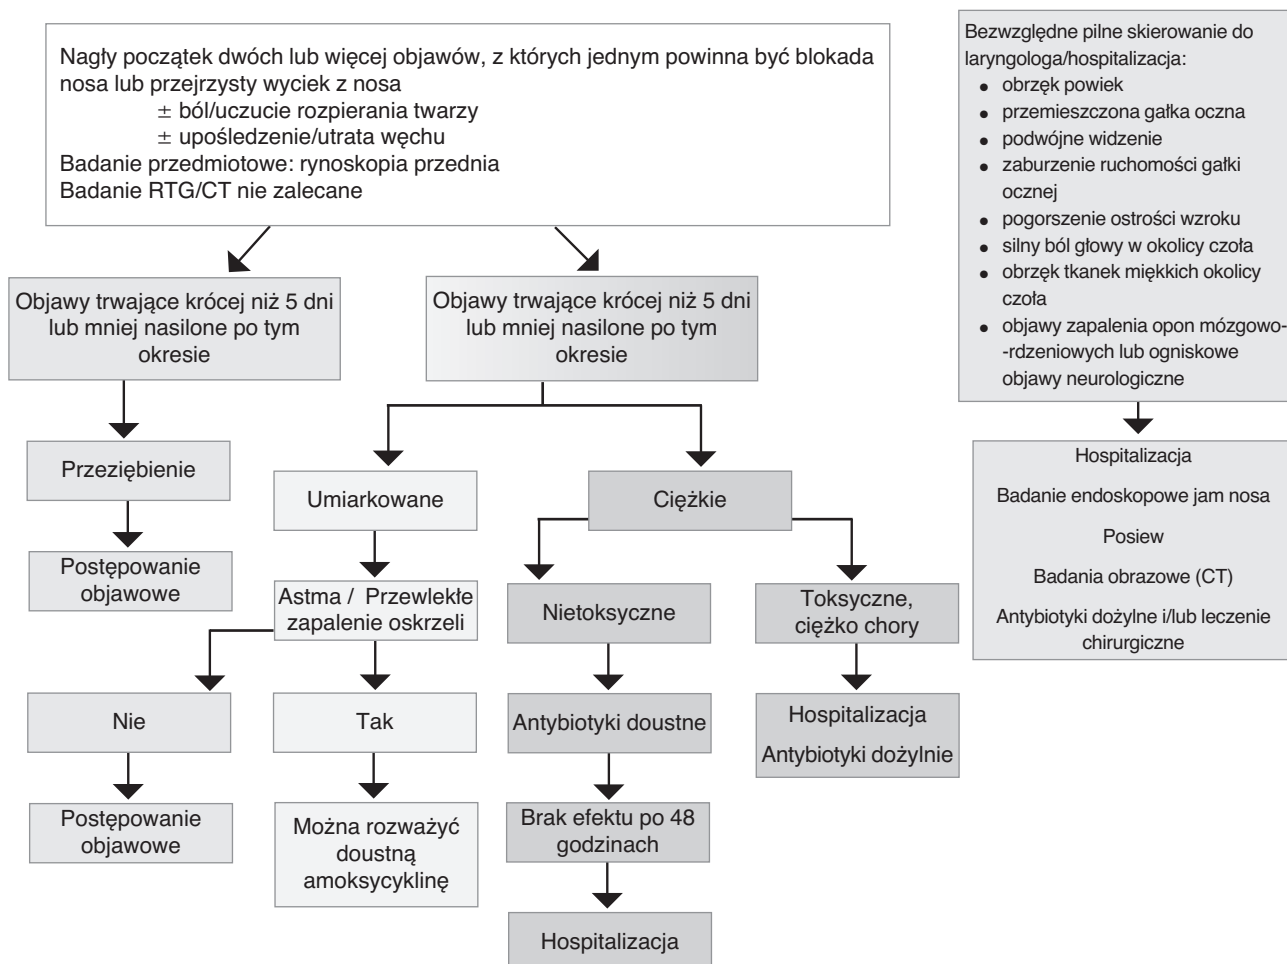 Nagły początek dwóch lub więcej objawów, z których jednym powinna być blokada
nosa lub przejrzysty wyciek z nosa
± ból/uczucie rozpierania twarzy
± upośledzenie/utrata węchu
Badanie przedmiotowe: rynoskopia przednia
Badanie RTG/CT nie zalecane
Objawy trwające krócej niż 5 dni
lub mniej nasilone po tym
okresie
Przeziębienie
Postępowanie
objawowe
Objawy trwające krócej niż 5 dni
lub mniej nasilone po tym
okresie
Umiarkowane
Astma / Przewlekłe
zapalenie oskrzeli
Nie
Postępowanie
objawowe
Tak
Można rozważyć
doustną
amoksycyklinę
Ciężkie
Nietoksyczne
Antybiotyki doustne
Brak efektu po 48
godzinach
Hospitalizacja
Toksyczne,
ciężko chory
Hospitalizacja
Antybiotyki dożylnie
Bezwzględne pilne skierowanie do
laryngologa/hospitalizacja:
● obrzęk powiek
● przemieszczona gałka oczna
● podwójne widzenie
● zaburzenie ruchomości gałki
ocznej
● pogorszenie ostrości wzroku
● silny ból głowy w okolicy czoła
● obrzęk tkanek miękkich okolicy
czoła
● objawy zapalenia opon mózgowo-
-rdzeniowych lub ogniskowe
objawy neurologiczne
Hospitalizacja
Badanie endoskopowe jam nosa
Posiew
Badania obrazowe (CT)
Antybiotyki dożylne i/lub leczenie
chirurgiczne